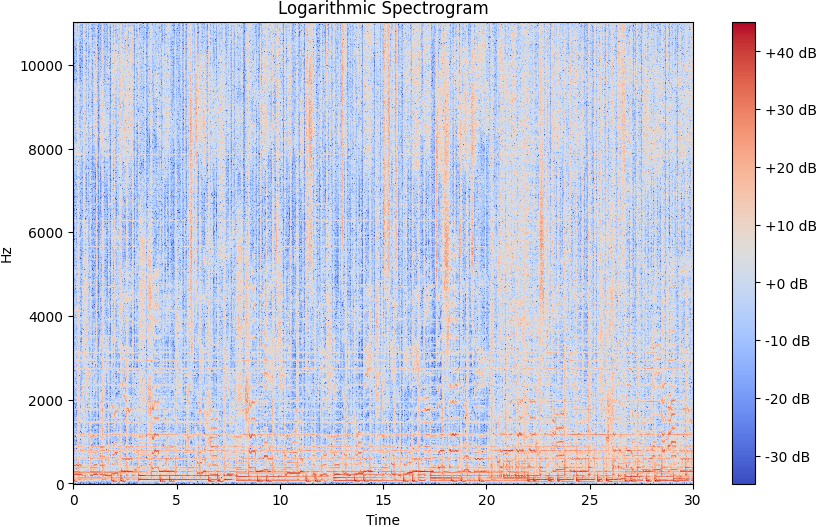 Logarithmic Spectrogram
Hz
10000
8000
6000
4000
2000
0
0 5 10 15 20 25 30
Time
+40 dB
+30 dB
+20 dB
+10 dB
+0 dB
-10 dB
-20 dB
-30 dB